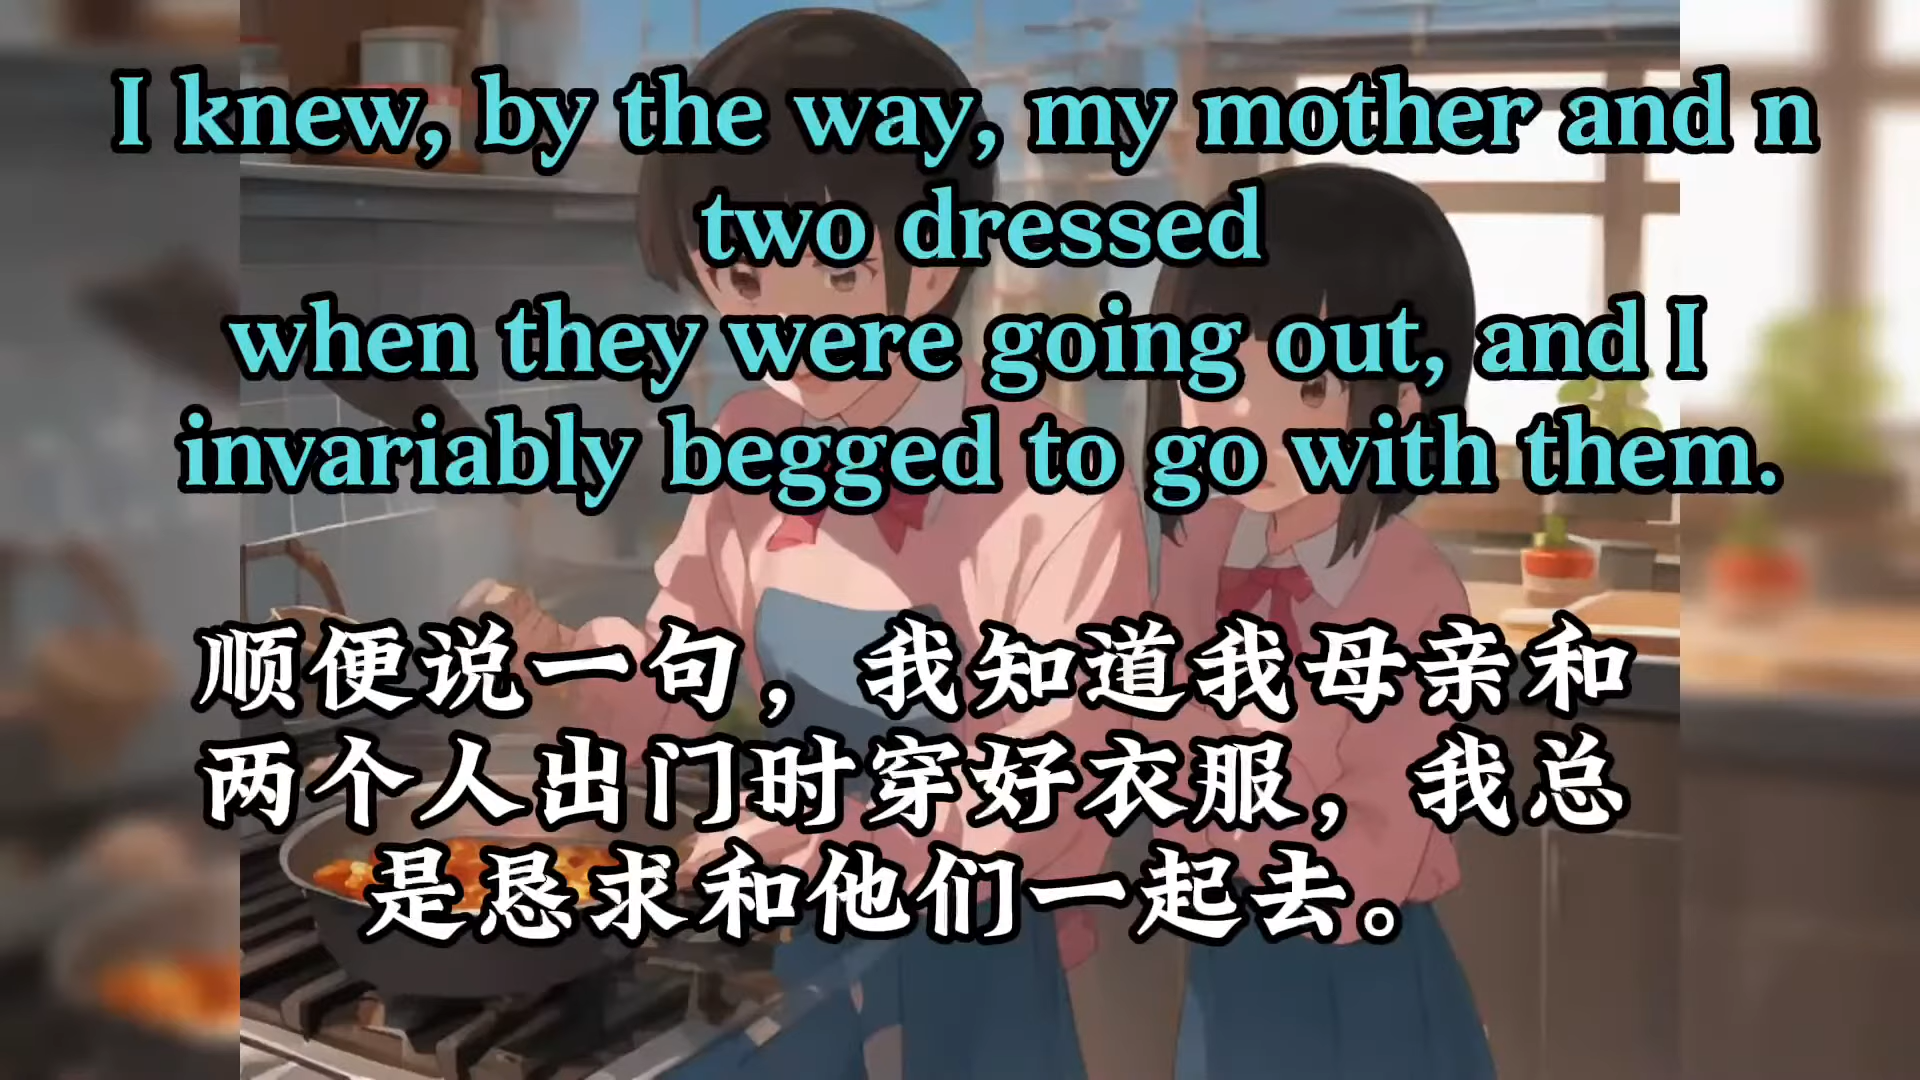 I knew, by the way, my mother and n
two dressed
when they were going out, and I
invariably begged to go with them.
顺便说一句，我知道我母亲和
两个人出门时穿好衣服，我总
是恳求和他们一起去。